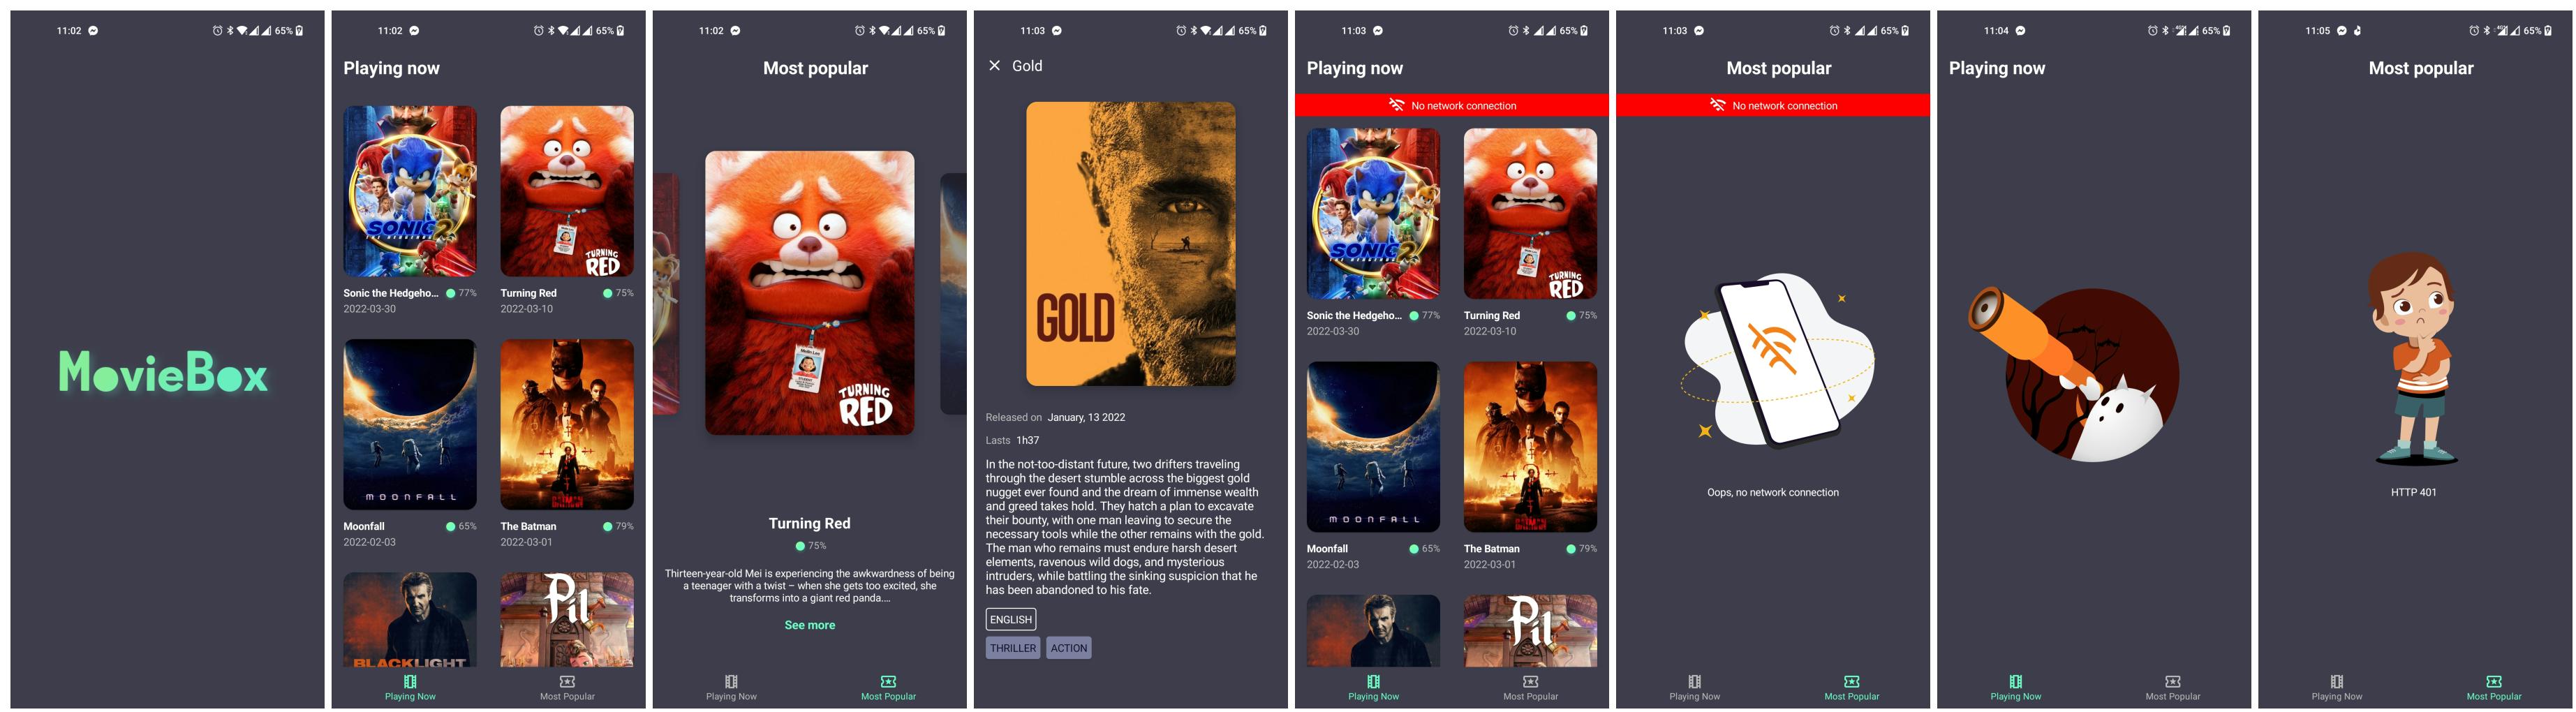 11:02
65%
MovieBox
11:02
65%
Playing now
SONIC 2
THE HEDGEHOG
TURNING
RED
Sonic the Hedgeho... 77%
2022-03-30
Turning Red 75%
2022-03-10
MOONFALL
THE
BATMAN
Moonfall 65%
2022-02-03
The Batman 79%
2022-03-01
BLACKLIGHT
Pil
Playing Now
Most Popular
11:02
65%
Most popular
TURNING
RED
Turning Red
75%
Thirteen-year-old Mei is experiencing the awkwardness of being
a teenager with a twist – when she gets too excited, she
transforms into a giant red panda....
See more
Playing Now
Most Popular
11:03
65%
Gold
GOLD
Released on January, 13 2022
Lasts 1h37
In the not-too-distant future, two drifters traveling
through the desert stumble across the biggest gold
nugget ever found and the dream of immense wealth
and greed takes hold. They hatch a plan to excavate
their bounty, with one man leaving to secure the
necessary tools while the other remains with the gold.
The man who remains must endure harsh desert
elements, ravenous wild dogs, and mysterious
intruders, while battling the sinking suspicion that he
has been abandoned to his fate.
ENGLISH
THRILLER ACTION
11:03
65%
Playing now
No network connection
SONIC 2
THE HEDGEHOG
TURNING
RED
Sonic the Hedgeho... 77%
2022-03-30
Turning Red 75%
2022-03-10
MOONFALL
THE
BATMAN
Moonfall 65%
2022-02-03
The Batman 79%
2022-03-01
Pil
Playing Now
Most Popular
11:03
65%
Most popular
No network connection
Oops, no network connection
Playing Now
Most Popular
11:04
65%
Playing now
Playing Now
Most Popular
11:05
65%
Most popular
HTTP 401
Playing Now
Most Popular